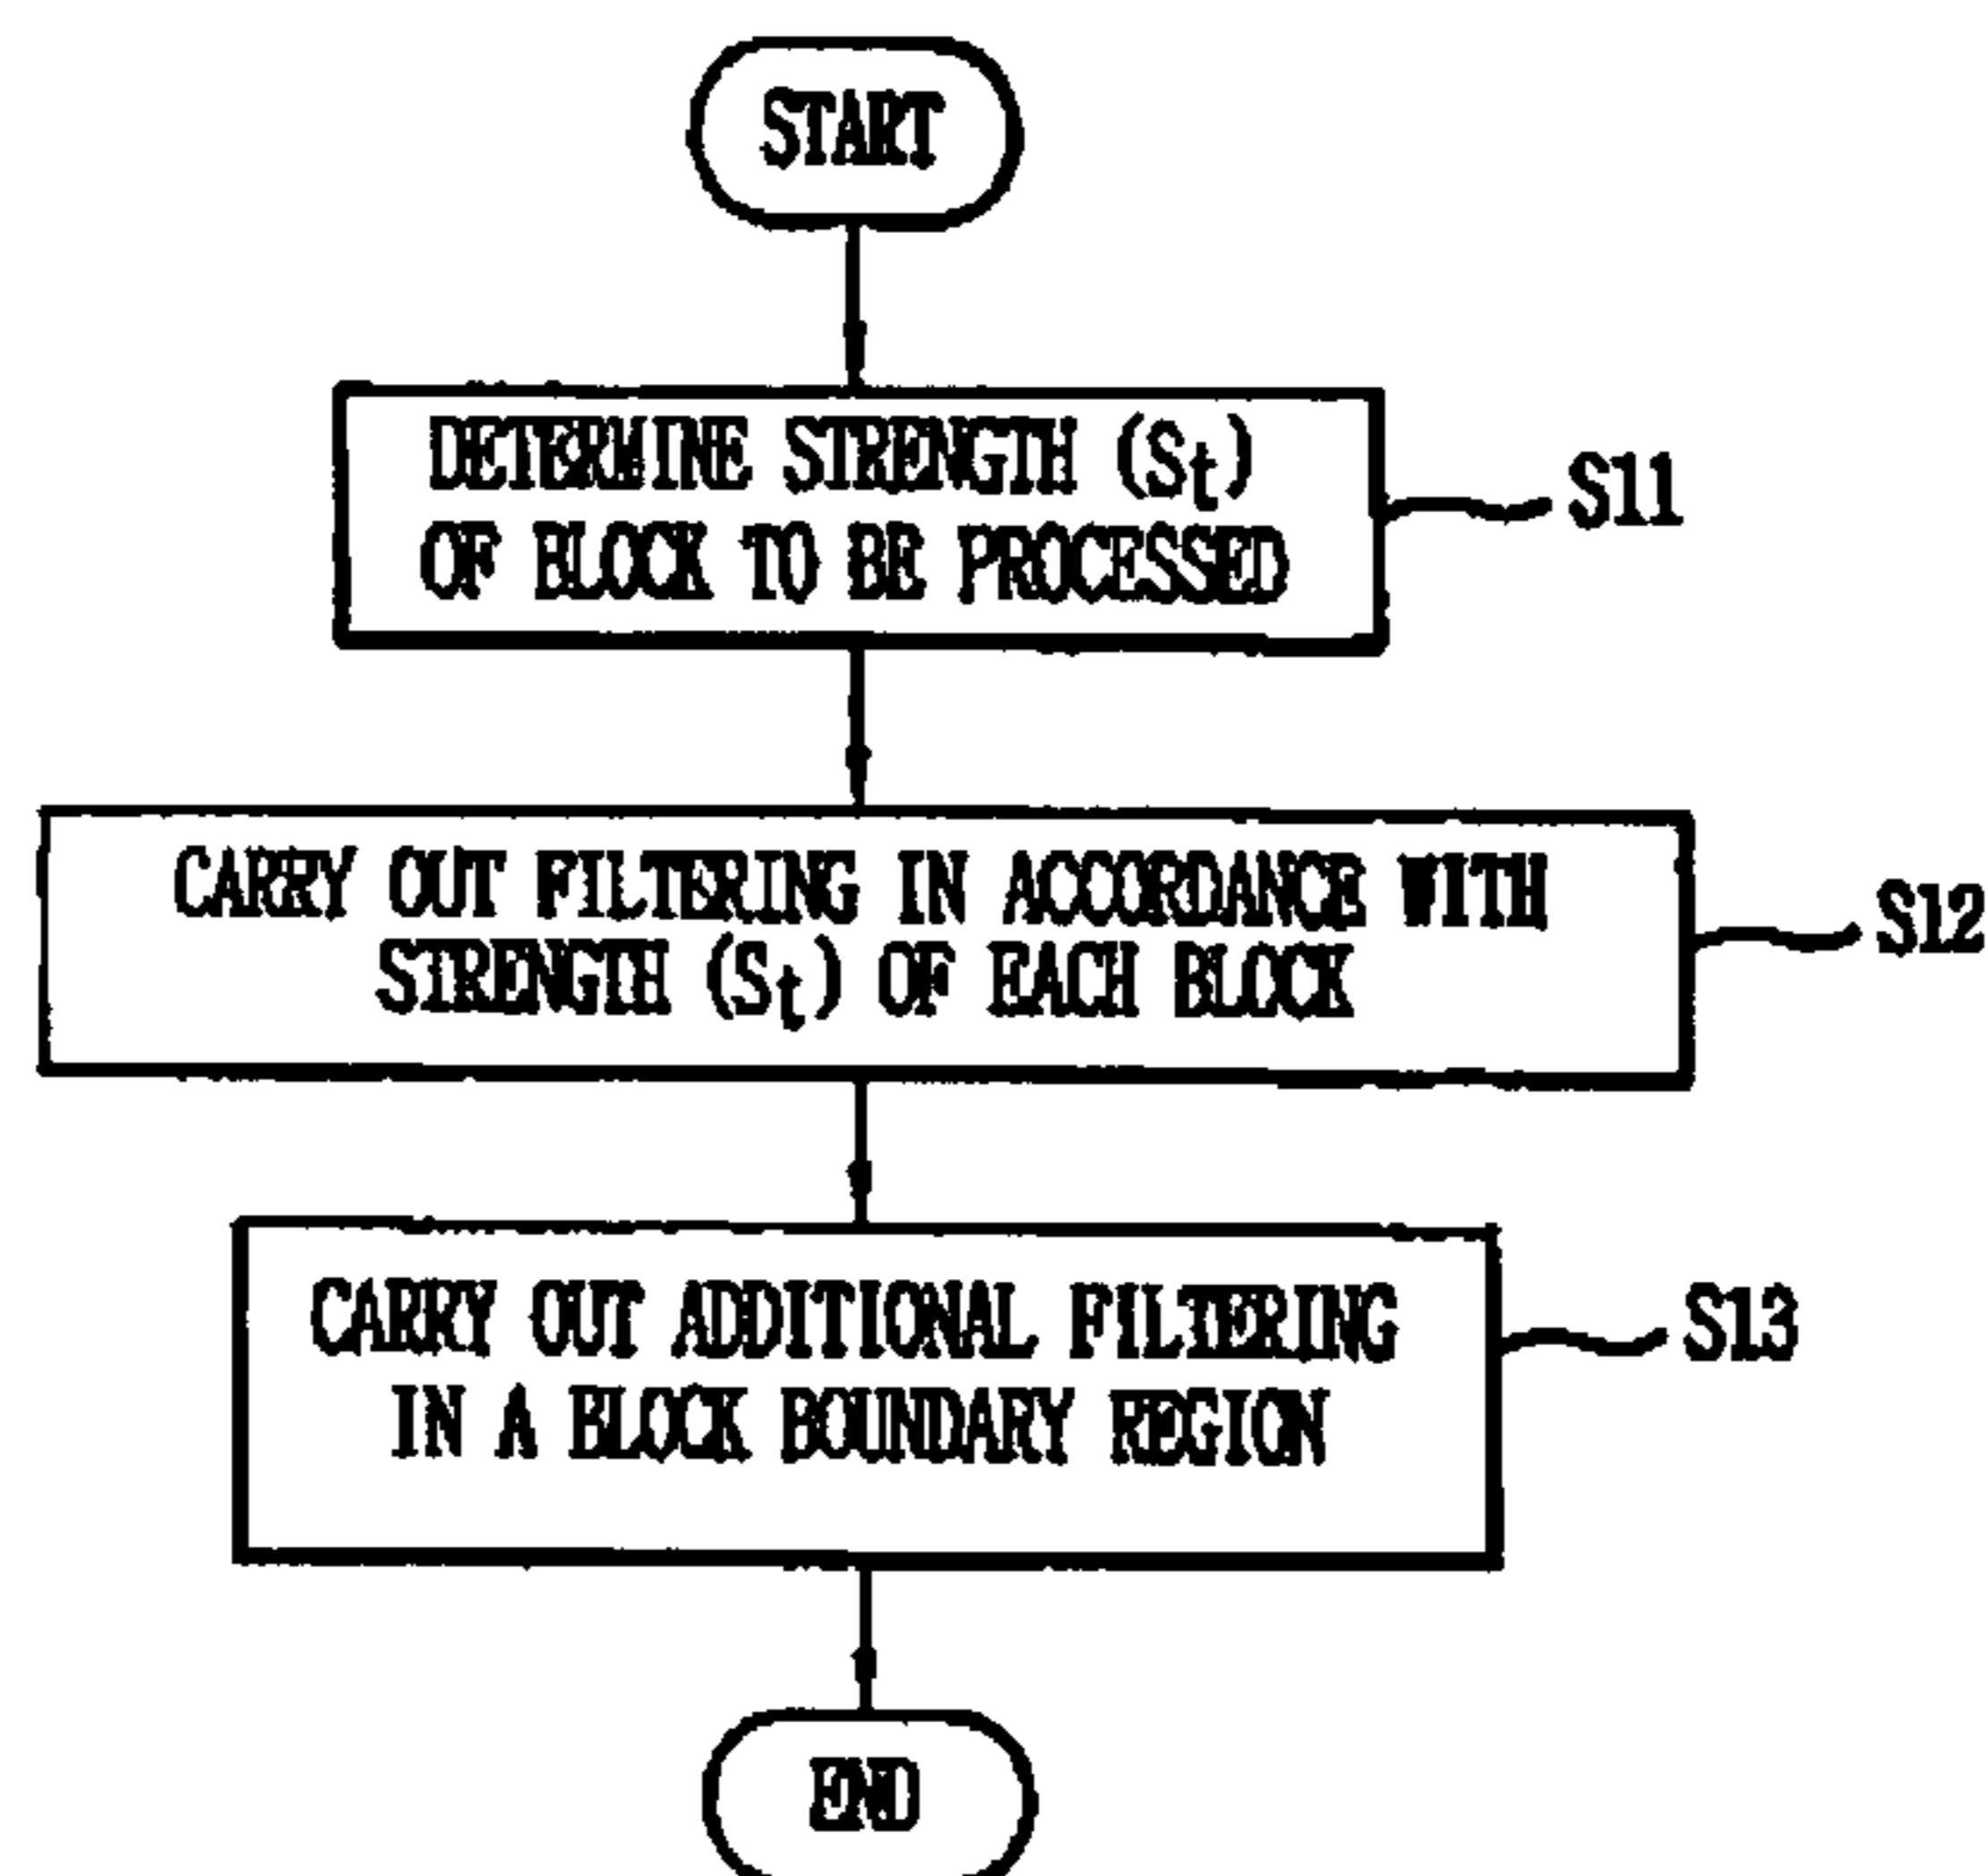 START
DETERMINE STRENGTH (St)
OF BLOCK TO BE PROCESSED
S11
CARRY OUT FILTERING IN ACCORDANCE WITH
STRENGTH (St) OF EACH BLOCK
S12
CARRY OUT ADDITIONAL FILTERING
IN A BLOCK BOUNDARY REGION
S13
END